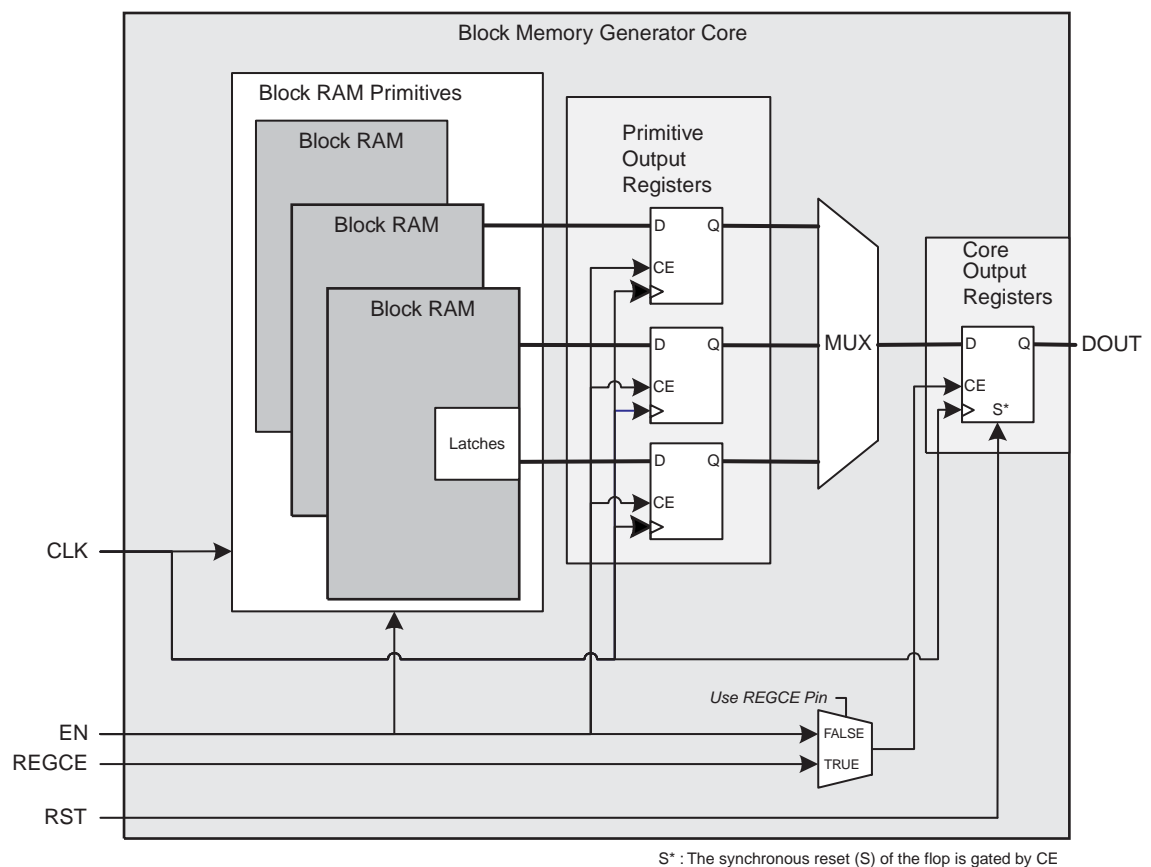 Block Memory Generator Core
Block RAM Primitives
Block RAM
Block RAM
Block RAM
Latches
Primitive
Output
Registers
D Q
CE
D Q
CE
D Q
CE
MUX
Core
Output
Registers
D Q
CE
S*
DOUT
CLK
EN
REGCE
RST
Use REGCE Pin
FALSE
TRUE
S* : The synchronous reset (S) of the flop is gated by CE